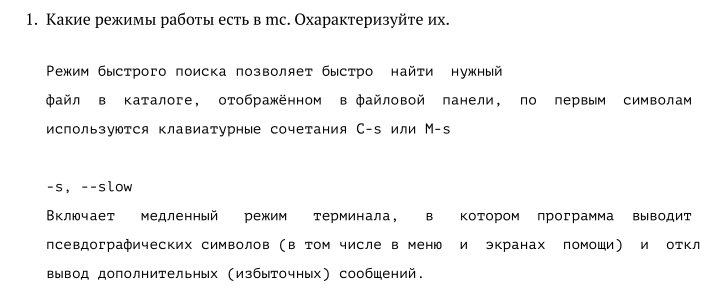 1. Какие режимы работы есть в mc. Охарактеризуйте их.
Режим быстрого поиска позволяет быстро найти нужный
файл в каталоге, отображённом в файловой панели, по первым символам
используются клавиатурные сочетания C-s или M-s
-s, --slow
Включает медленный режим терминала, в котором программа выводит
псевдографических символов (в том числе в меню и экранах помощи) и откл
вывод дополнительных (избыточных) сообщений.